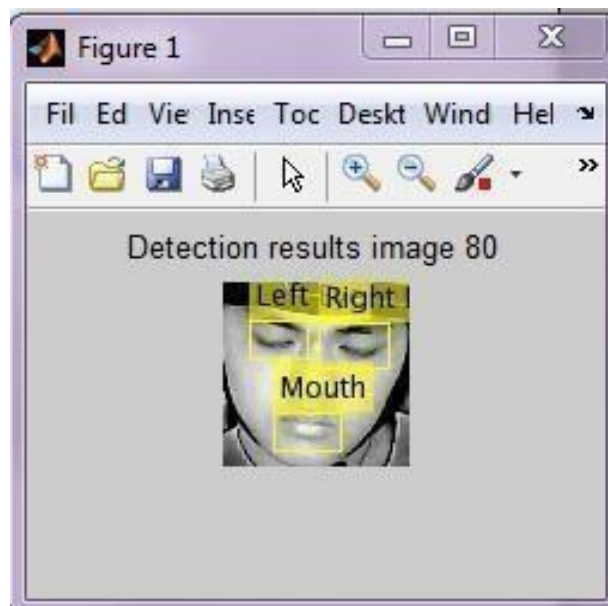 Figure 1
Fil Ed Vie Inse Toc Deskt Wind Hel
Detection results image 80
Left Right
Mouth